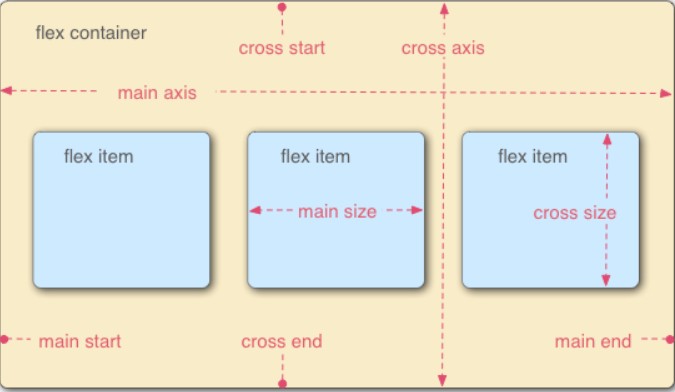 flex container
cross start
cross axis
main axis
flex item
flex item
flex item
main size
cross size
main start
cross end
main end